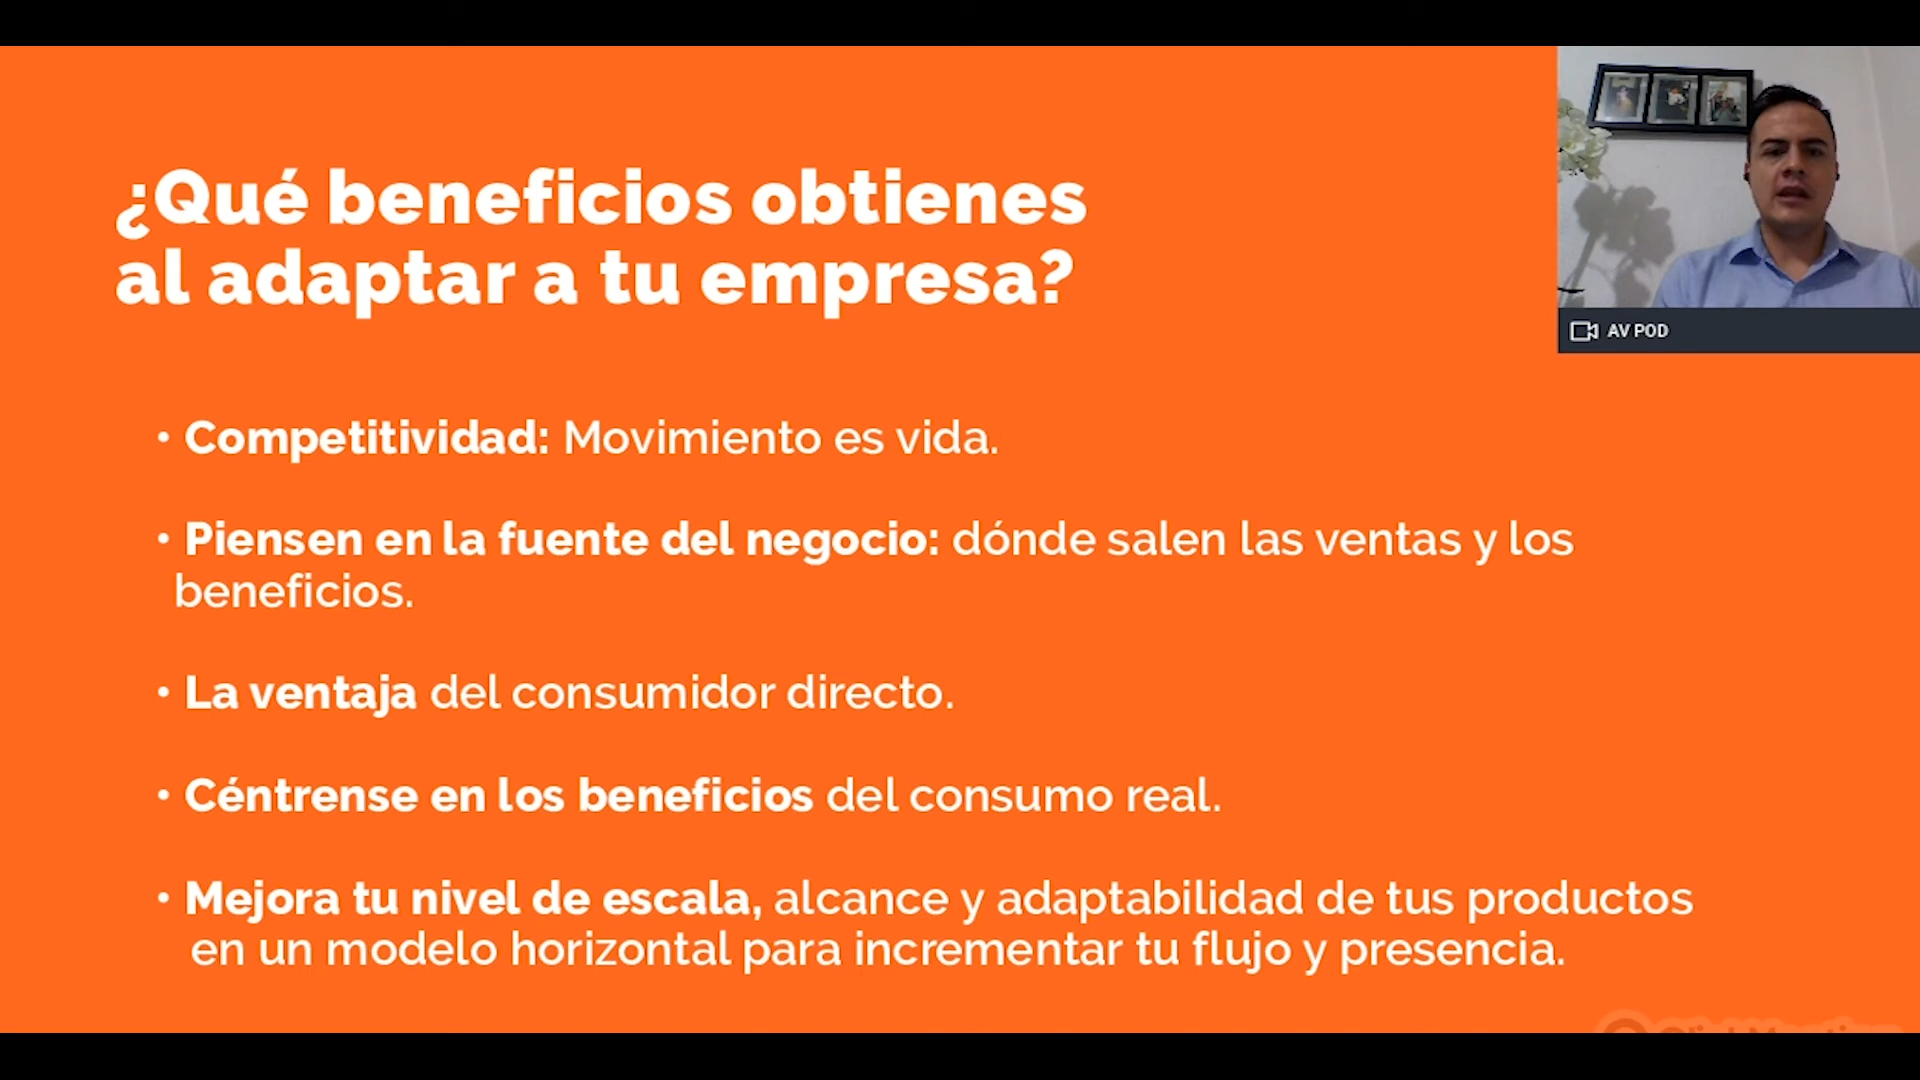 ¿Qué beneficios obtienes
al adaptar a tu empresa?
AV POD
• Competitividad: Movimiento es vida.
• Piensen en la fuente del negocio: dónde salen las ventas y los
beneficios.
• La ventaja del consumidor directo.
• Céntrense en los beneficios del consumo real.
• Mejora tu nivel de escala, alcance y adaptabilidad de tus productos
en un modelo horizontal para incrementar tu flujo y presencia.